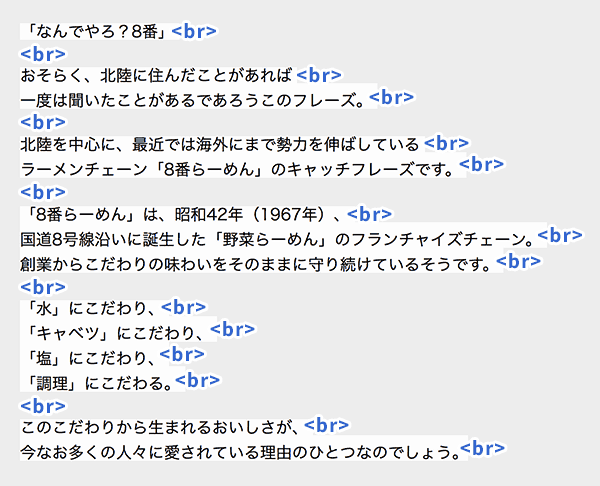 「なんでやろ？8番」<br>
<br>
おそらく、北陸に住んだことがあれば<br>
一度は聞いたことがあるであろうこのフレーズ。<br>
<br>
北陸を中心に、最近では海外にまで勢力を伸ばしている<br>
ラーメンチェーン「8番らーめん」のキャッチフレーズです。<br>
<br>
「8番らーめん」は、昭和42年（1967年）、<br>
国道8号線沿いに誕生した「野菜らーめん」のフランチャイズチェーン。<br>
創業からこだわりの味わいをそのままに守り続けているそうです。<br>
<br>
「水」にこだわり、<br>
「キャベツ」にこだわり、<br>
「塩」にこだわり、<br>
「調理」にこだわる。<br>
<br>
このこだわりから生まれるおいしさが、<br>
今なお多くの人々に愛されている理由のひとつなのでしょう。<br>